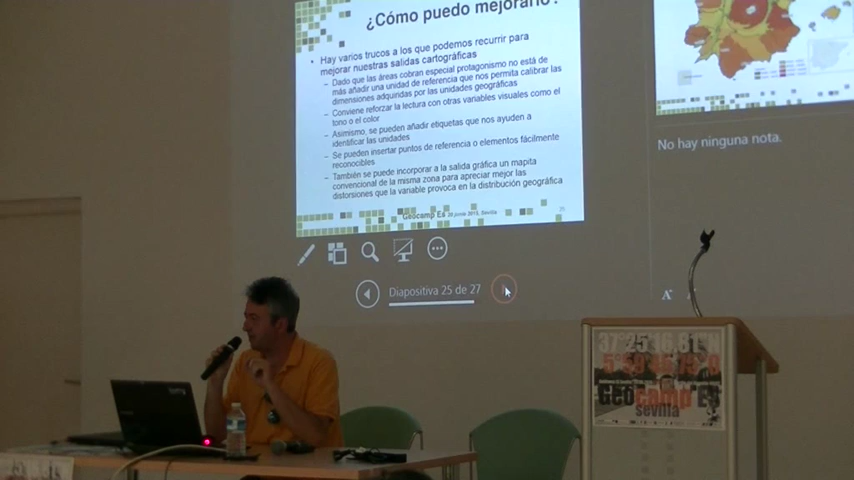 ¿Cómo puedo mejorarlo?
• Hay varios trucos a los que podemos recurrir para
mejorar nuestras salidas cartográficas
– Dado que las áreas cobran especial protagonismo no está de
más añadir una unidad de referencia que nos permita calibrar las
dimensiones adquiridas por las unidades geográficas
– Conviene reforzar la lectura con otras variables visuales como el
tono o el color
– Asimismo, se pueden añadir etiquetas que nos ayuden a
identificar las unidades
– Se pueden insertar puntos de referencia o elementos fácilmente
reconocibles
– También se puede incorporar a la salida gráfica un mapita
convencional de la misma zona para apreciar mejor las
distorsiones que la variable provoca en la distribución geográfica
Geocamp Es
Sevilla
No hay ninguna nota.
Diapositiva 25 de 27
A
37°25'16.81"N
GeoCamp ES
sevilla